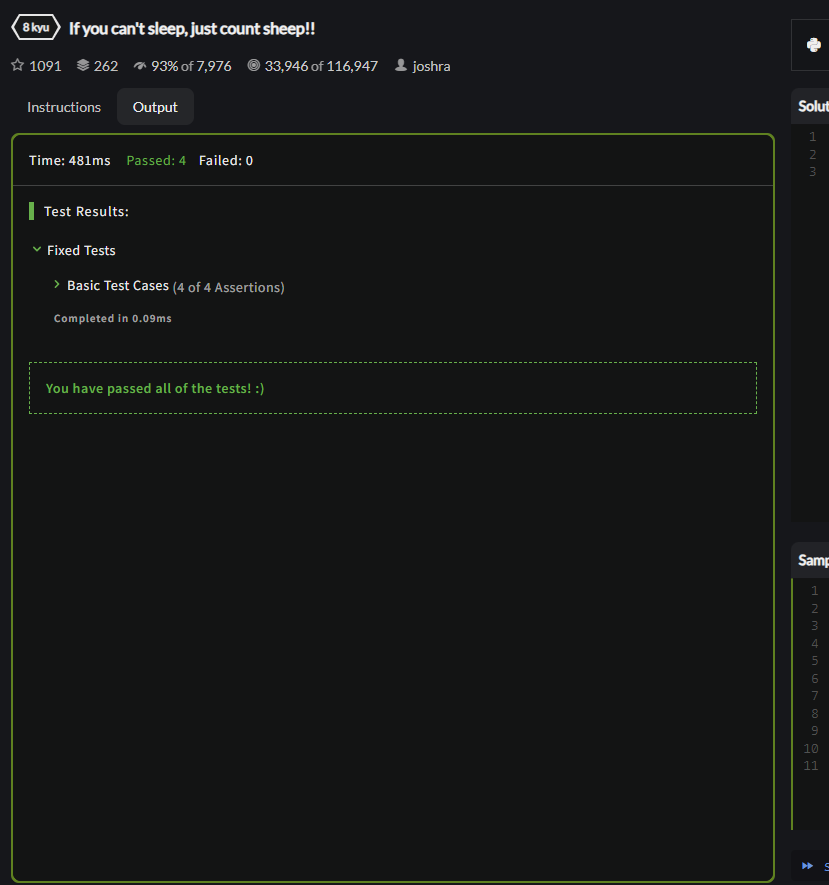 8 kyu If you can't sleep, just count sheep!!
1091 262 93% of 7,976 33,946 of 116,947 joshra
Instructions Output
Time: 481ms Passed: 4 Failed: 0
Test Results:
Fixed Tests
Basic Test Cases (4 of 4 Assertions)
Completed in 0.09ms
You have passed all of the tests! :)
Solut
1
2
3
Samp
1
2
3
4
5
6
7
8
9
10
11